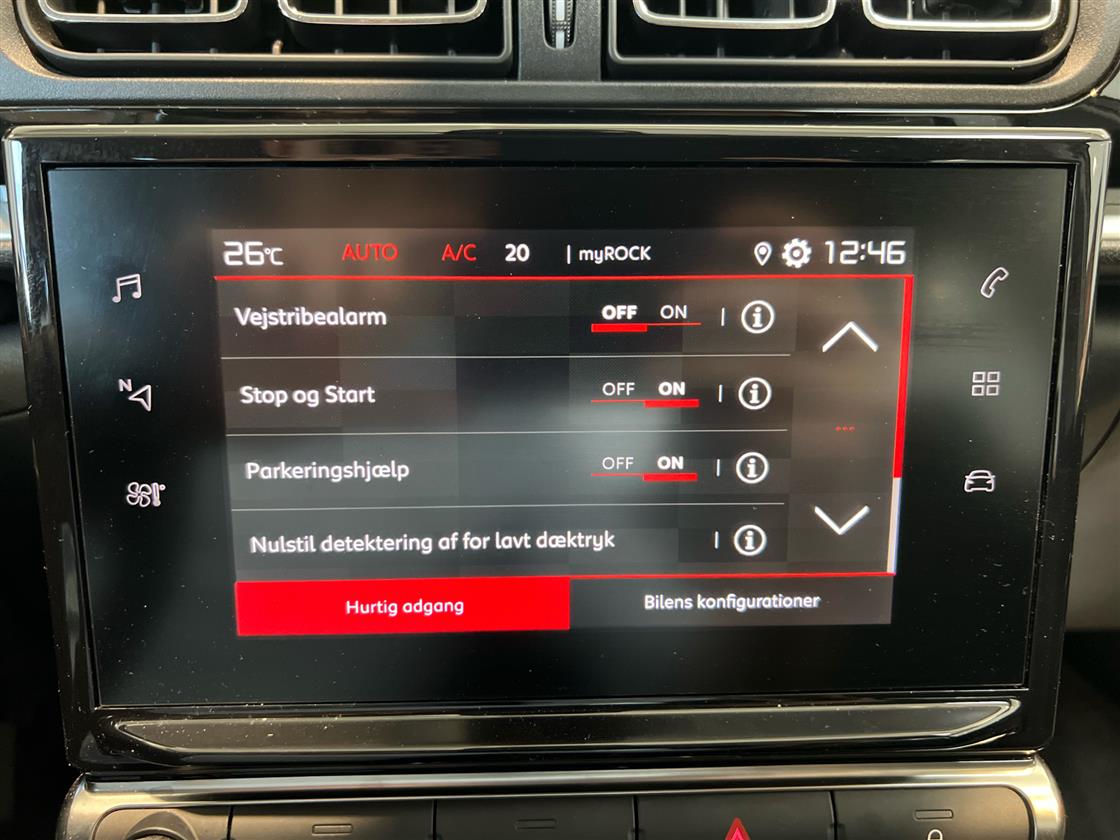 26°C AUTO A/C 20 | myROCK 12:46
Vejstribealarm OFF ON
Stop og Start OFF ON
N
Parkeringshjælp OFF ON
Nulstil detektering af for lavt dæktryk
Hurtig adgang Bilens konfigurationer